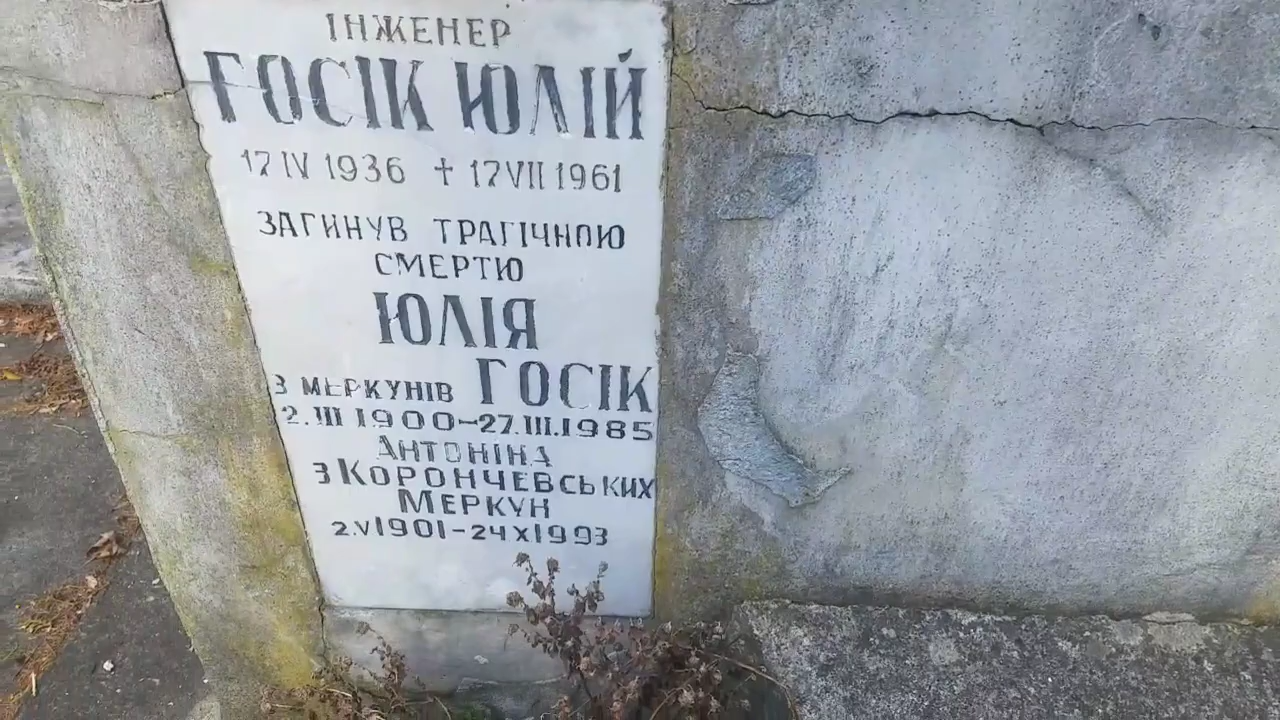 ІНЖЕНЕР
ГОСІК ЮЛІЙ
17 IV 1936 ✝ 17 VII 1961
ЗАГИНУВ ТРАГІЧНОЮ
СМЕРТЮ
ЮЛІЯ
ГОСІК
З МЕРКУНІВ
2.III 1900-27.III.1985
АНТОНІНА
З КОРОНЧЕВСЬКИХ
МЕРКУН
2.V 1901-24 X 1993